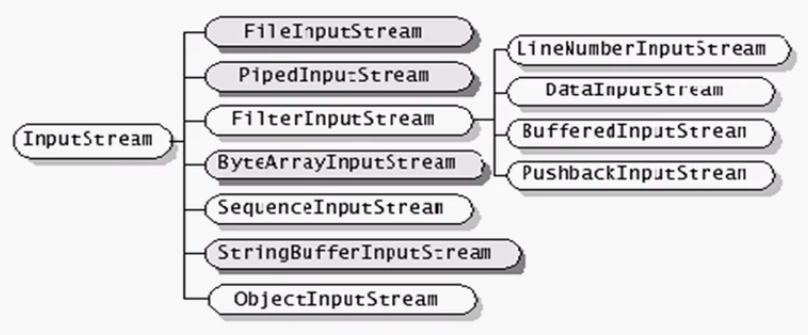 InputStream
FileInputStream
PipedInputStream
FilterInputStream
ByteArrayInputStream
SequenceInputStream
StringBufferInputStream
ObjectInputStream
LineNumberInputStream
DataInputStream
BufferedInputStream
PushbackInputStream